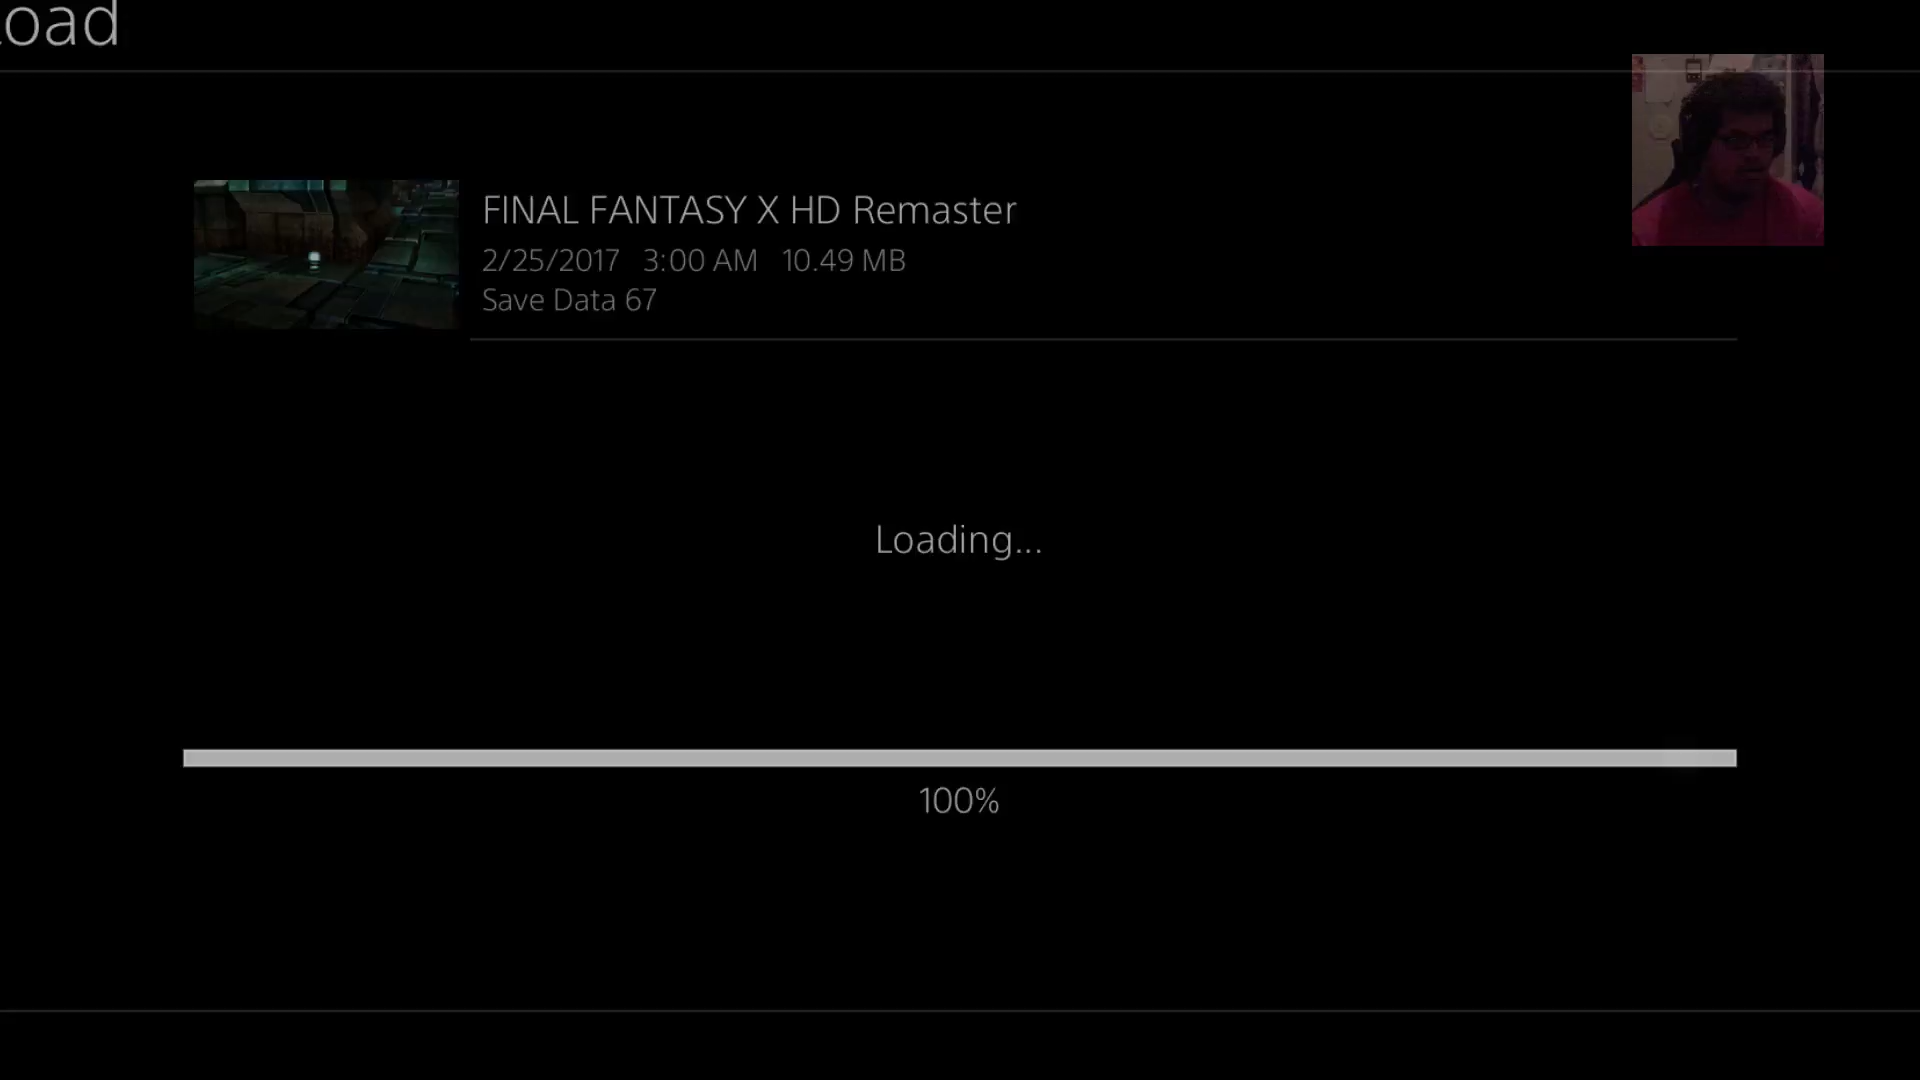 oad
FINAL FANTASY X HD Remaster
2/25/2017 3:00 AM 10.49 MB
Save Data 67
Loading...
100%